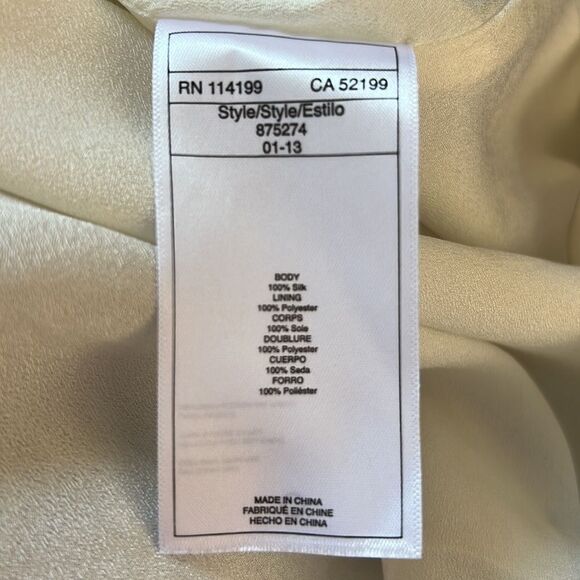 RN 114199 CA 52199
Style/Style/Estilo
875274
01-13
BODY
100% Silk
LINING
100% Polyester
CORPS
100% Soie
DOUBLURE
100% Polyester
CUERPO
100% Seda
FORRO
100% Poliéster
MADE IN CHINA
FABRIQUÉ EN CHINE
HECHO EN CHINA